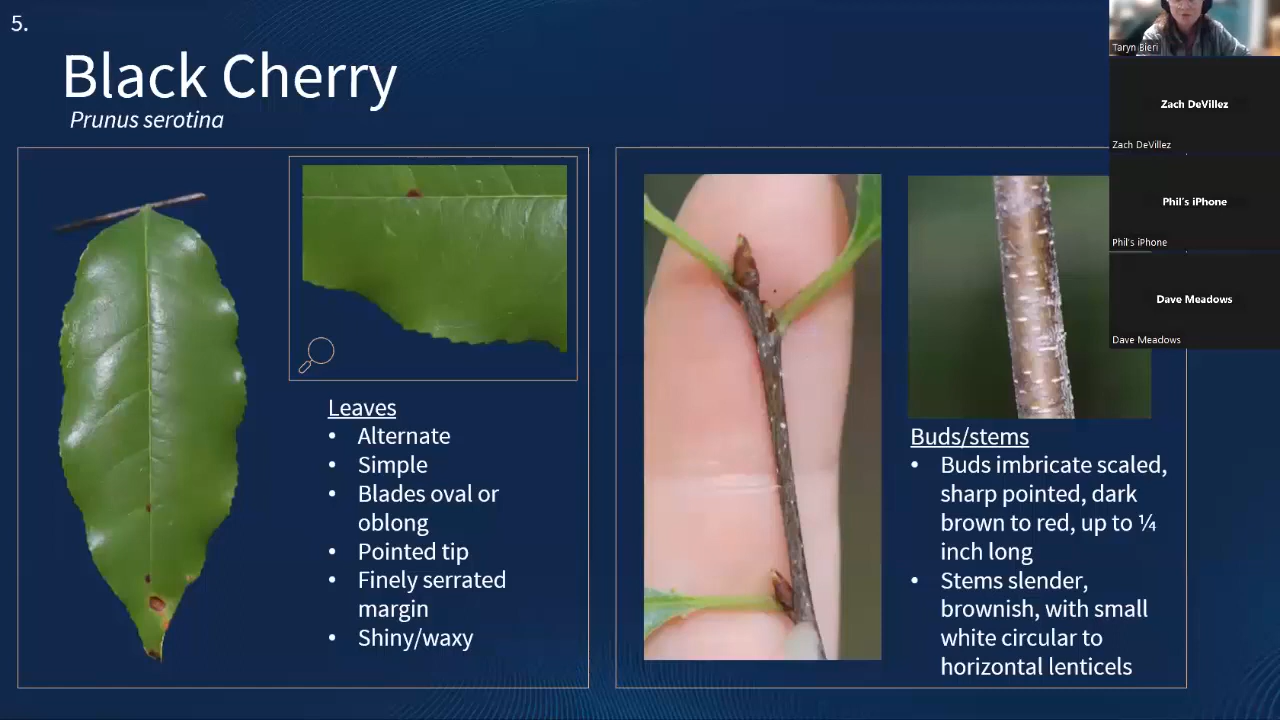 5.
Black Cherry
Prunus serotina
Leaves
• Alternate
• Simple
• Blades oval or
oblong
• Pointed tip
• Finely serrated
margin
• Shiny/waxy
Buds/stems
• Buds imbricate scaled,
sharp pointed, dark
brown to red, up to ¼
inch long
• Stems slender,
brownish, with small
white circular to
horizontal lenticels
Taryn Bieri
Zach DeVillez
Zach DeVillez
Phil's iPhone
Phil's iPhone
Dave Meadows
Dave Meadows